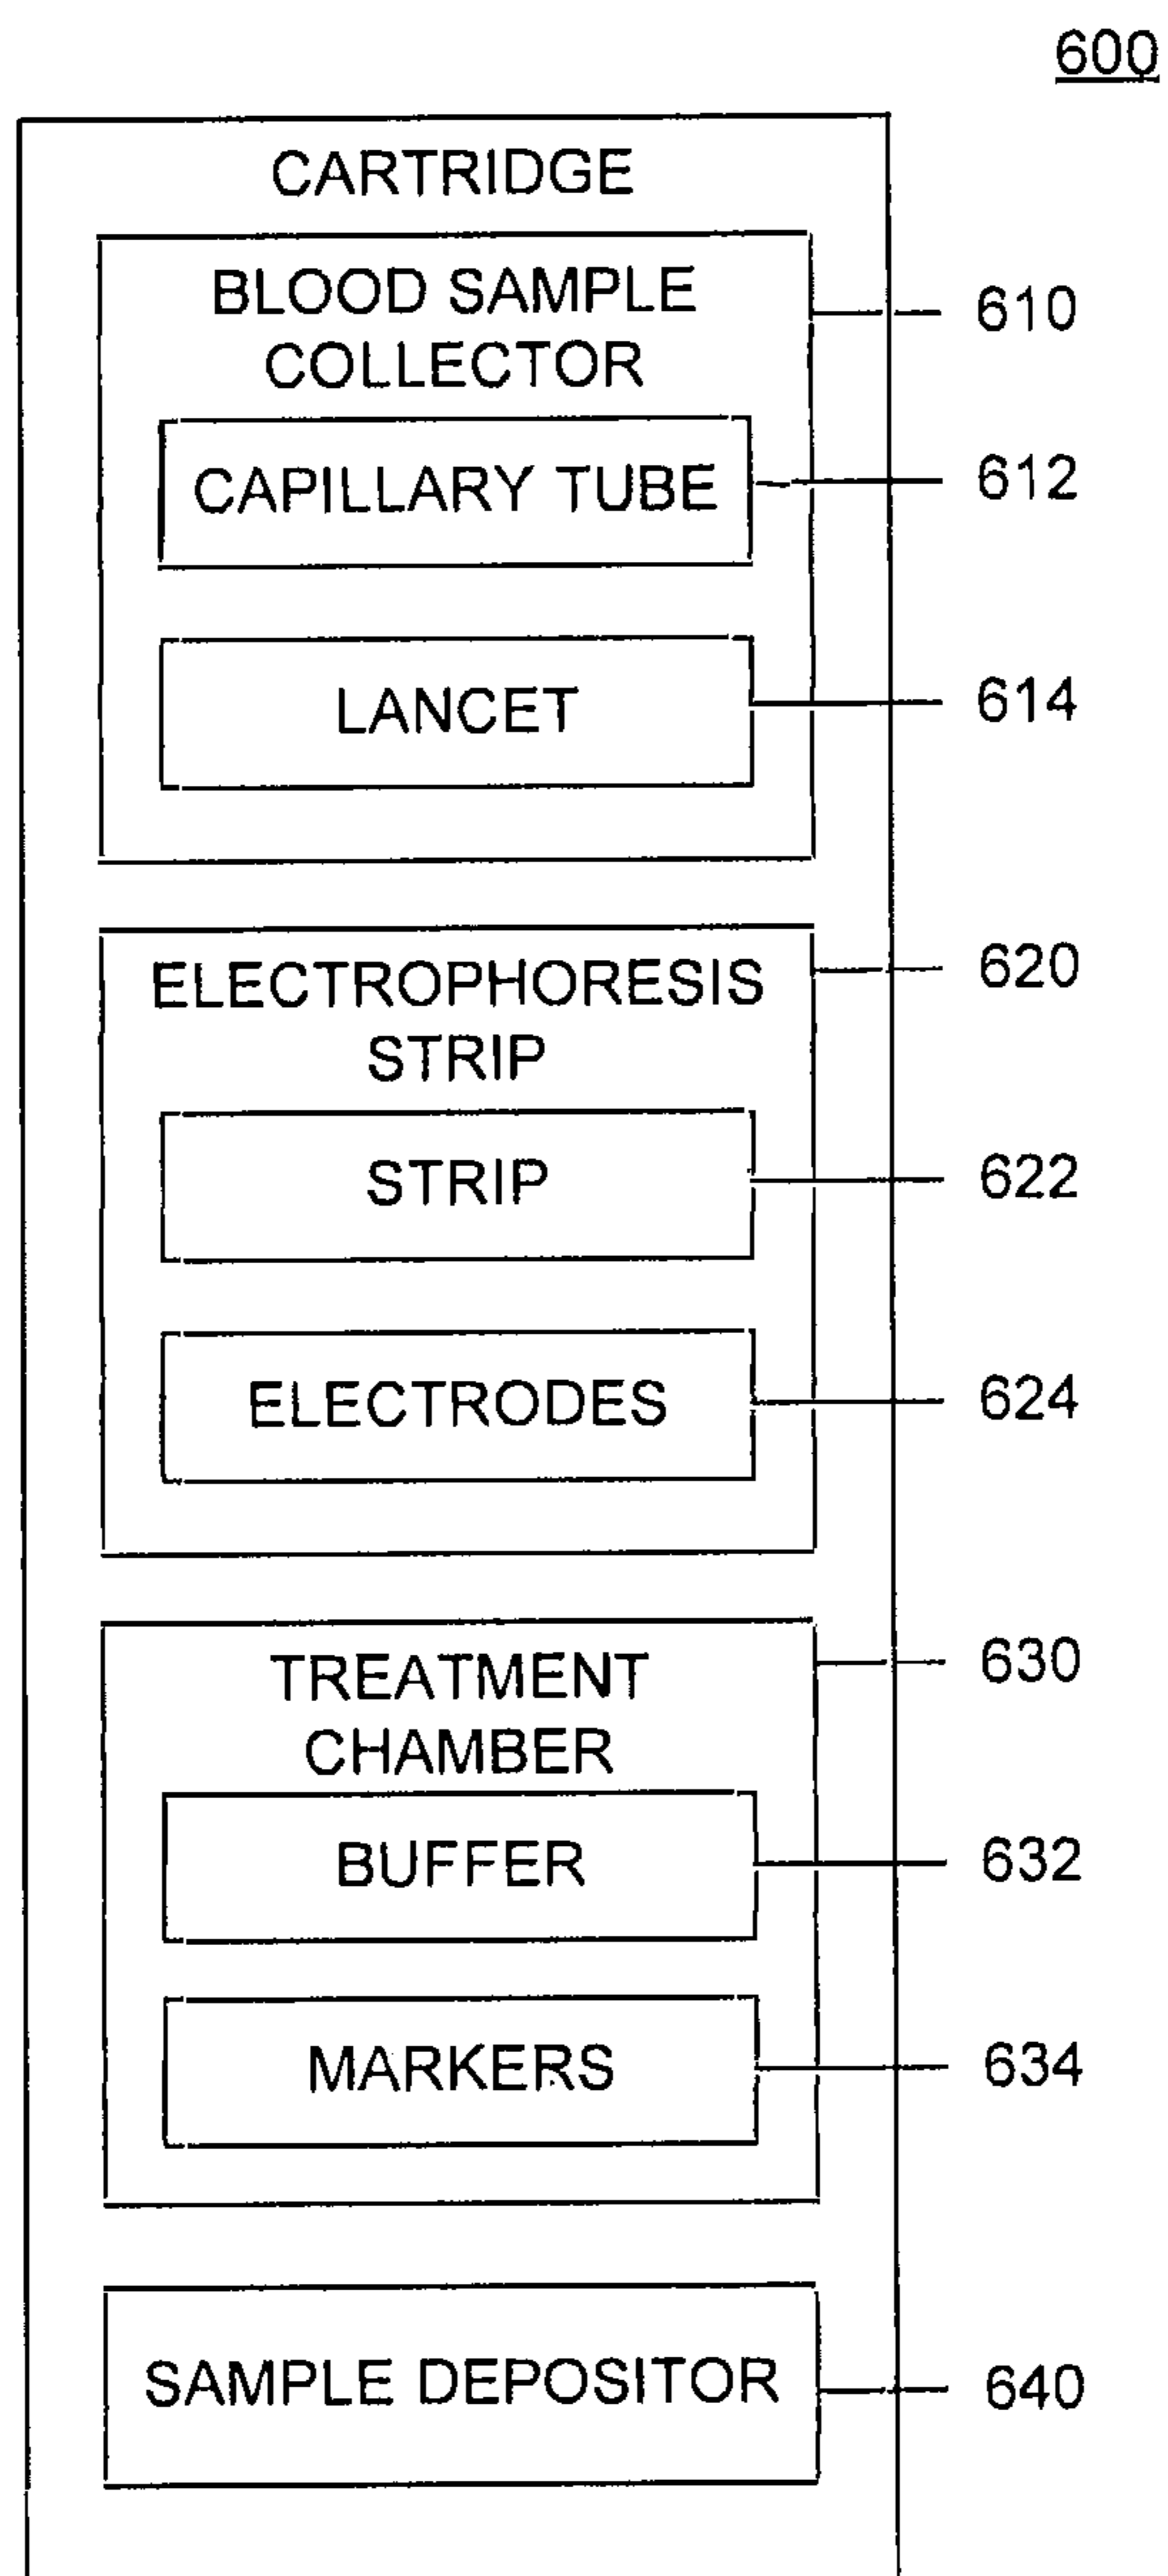 600
CARTRIDGE
BLOOD SAMPLE
COLLECTOR
610
CAPILLARY TUBE
612
LANCET
614
ELECTROPHORESIS
STRIP
620
STRIP
622
ELECTRODES
624
TREATMENT
CHAMBER
630
BUFFER
632
MARKERS
634
SAMPLE DEPOSITOR
640